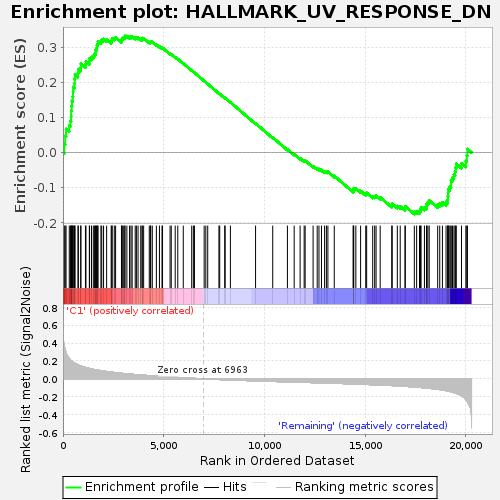 Enrichment plot: HALLMARK_UV_RESPONSE_DN
Enrichment score (ES)
0.3
0.2
0.1
0.0
-0.1
-0.2
'C1' (positively correlated)
Ranked list metric (Signal2Noise)
0.8
0.6
0.4
0.2
0.0
-0.2
-0.4
-0.6
Zero cross at 6963
'Remaining' (negatively correlated)
0
5,000
10,000
15,000
20,000
Rank in Ordered Dataset
Enrichment profile
Hits
Ranking metric scores